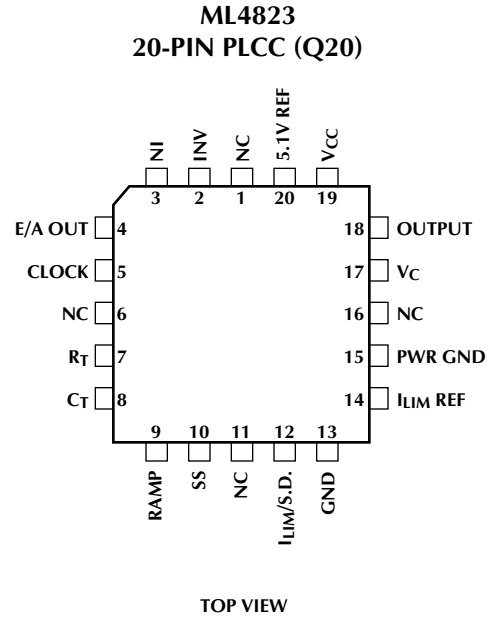 ML4823
20-PIN PLCC (Q20)
NI
INV
NC
5.1V REF
VCC
3
2
1
20
19
E/A OUT
4
18
OUTPUT
CLOCK
5
17
VC
NC
6
16
NC
RT
7
15
PWR GND
CT
8
14
ILIM REF
9
10
11
12
13
RAMP
SS
NC
ILIM/S.D.
GND
TOP VIEW